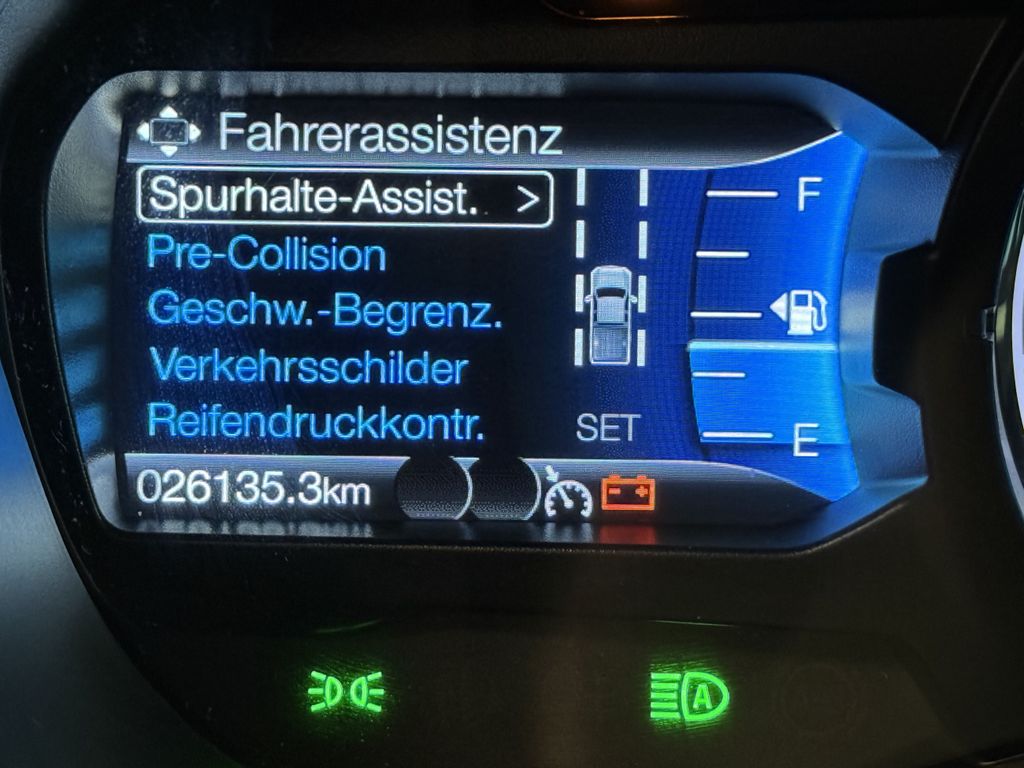 Fahrerassistenz
Spurhalte-Assist. >
Pre-Collision
Geschw.-Begrenz.
Verkehrsschilder
Reifendruckkontr.
SET
F
E
026135.3km
A